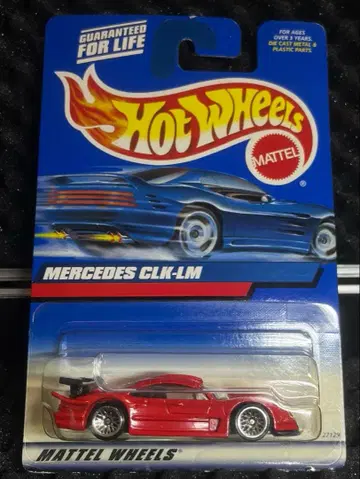 GUARANTEED
FOR LIFE
FOR AGES
OVER 3 YEARS.
DIE CAST METAL &
PLASTIC PARTS.
HOT WHEELS
®
MATTEL
®
MERCEDES CLK-LM
27129
MATTEL WHEELS®